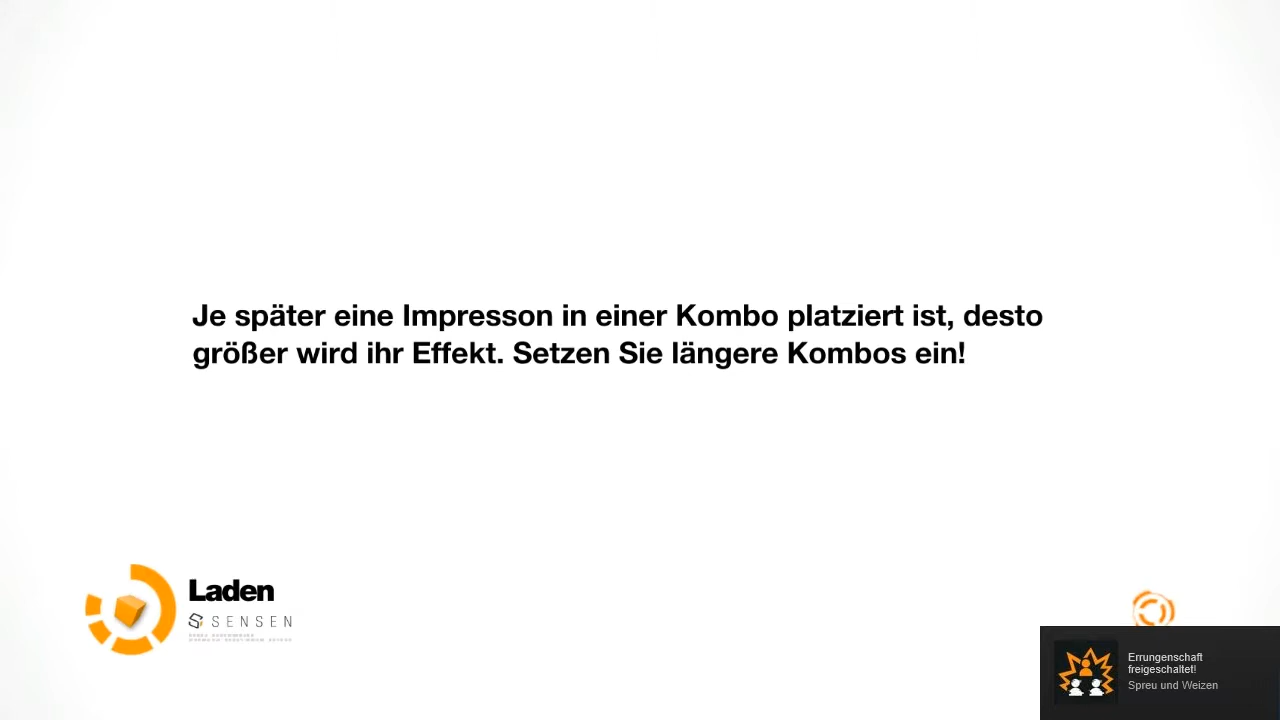 Je später eine Impresson in einer Kombo platziert ist, desto
größer wird ihr Effekt. Setzen Sie längere Kombos ein!
Laden
SENSEN
Errungenschaft
freigeschaltet!
Spreu und Weizen